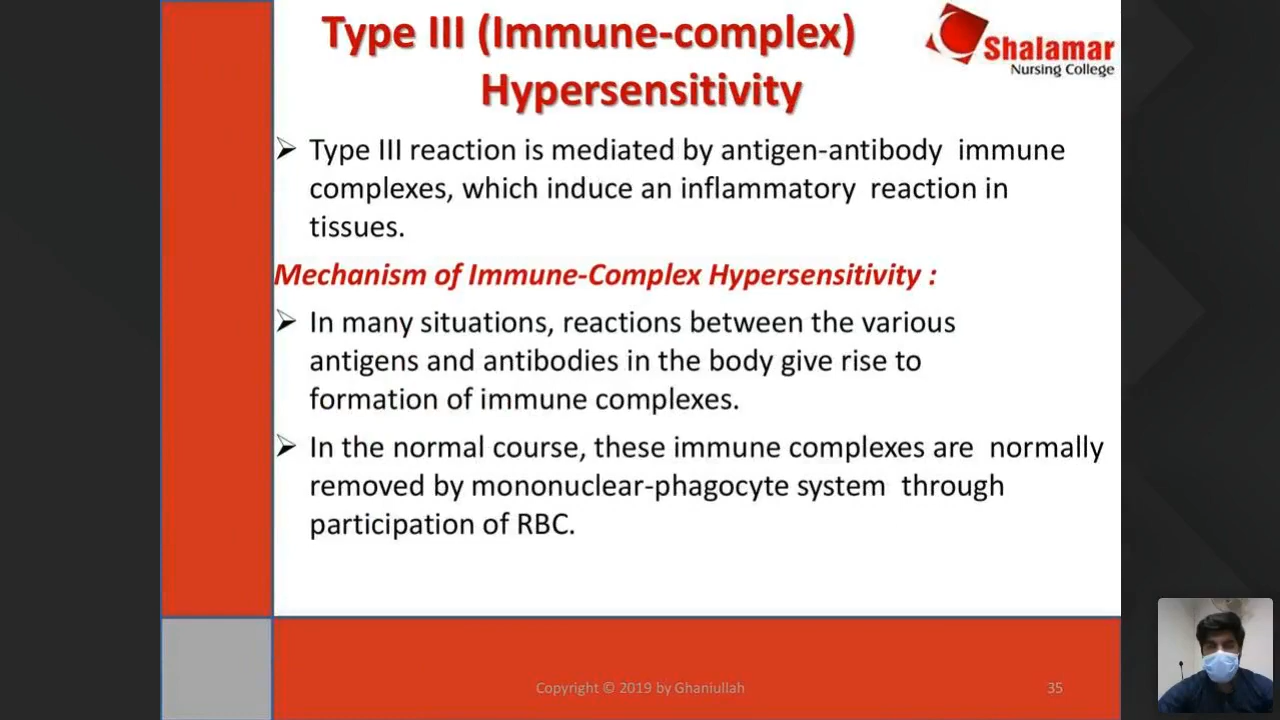 Type III (Immune-complex)
Hypersensitivity
Shalamar
Nursing College
Type III reaction is mediated by antigen-antibody immune
complexes, which induce an inflammatory reaction in
tissues.
Mechanism of Immune-Complex Hypersensitivity :
In many situations, reactions between the various
antigens and antibodies in the body give rise to
formation of immune complexes.
In the normal course, these immune complexes are normally
removed by mononuclear-phagocyte system through
participation of RBC.
Copyright © 2019 by Ghaniullah
35